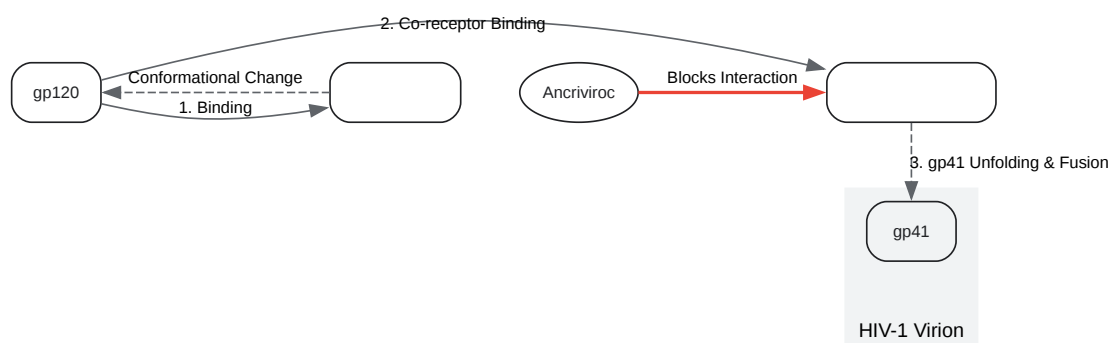 2. Co-receptor Binding
gp120
Conformational Change
1. Binding
Ancriviroc
Blocks Interaction
3. gp41 Unfolding & Fusion
gp41
HIV-1 Virion